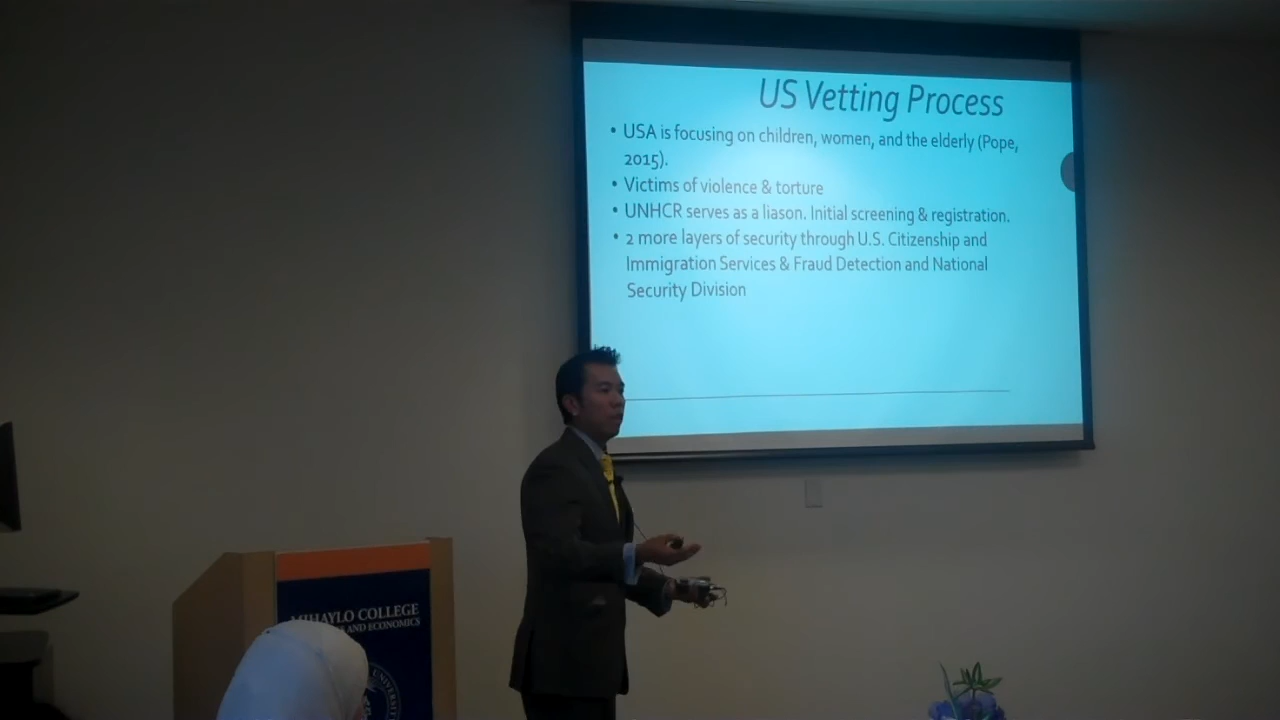 US Vetting Process
• USA is focusing on children, women, and the elderly (Pope,
2015).
• Victims of violence & torture
• UNHCR serves as a liason. Initial screening & registration.
• 2 more layers of security through U.S. Citizenship and
Immigration Services & Fraud Detection and National
Security Division
MIHAYLO COLLEGE
AND ECONOMICS